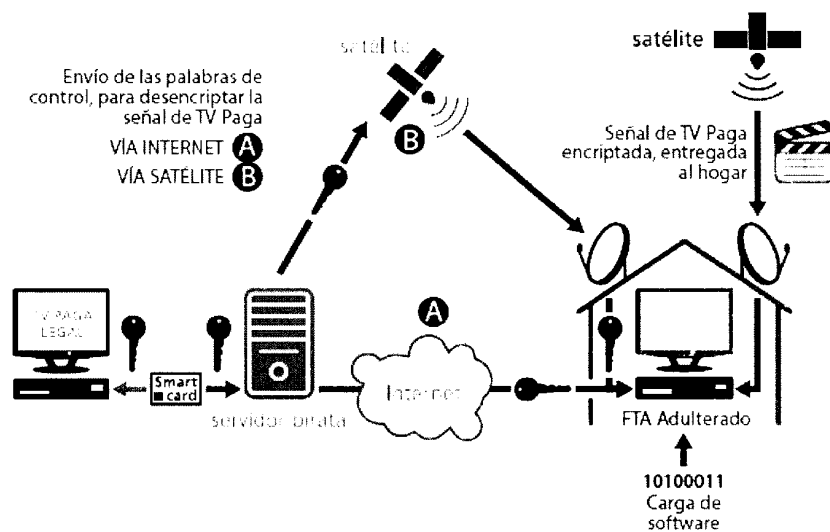 satélite
satélite
Envío de las palabras de
control, para desencriptar la
señal de TV Paga
VÍA INTERNET A
VÍA SATÉLITE B
B
Señal de TV Paga
encriptada, entregada
al hogar
TV PAGA
LEGAL
A
Smart
card
Internet
servidor pirata
FTA Adulterado
10100011
Carga de
software